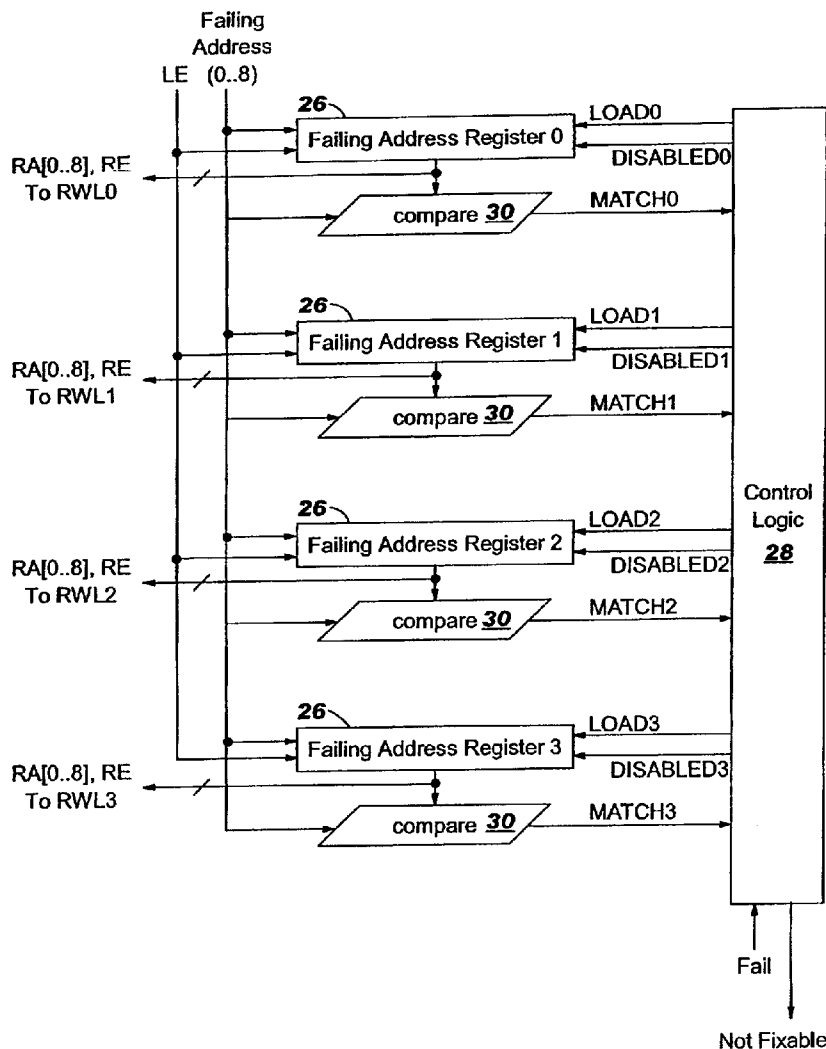 Failing
Address
LE (0..8)
26
Failing Address Register 0
LOAD0
DISABLED0
RA[0..8], RE
To RWL0
compare 30
MATCH0
26
Failing Address Register 1
LOAD1
DISABLED1
RA[0..8], RE
To RWL1
compare 30
MATCH1
Control
Logic
28
26
Failing Address Register 2
LOAD2
DISABLED2
RA[0..8], RE
To RWL2
compare 30
MATCH2
26
Failing Address Register 3
LOAD3
DISABLED3
RA[0..8], RE
To RWL3
compare 30
MATCH3
Fail
Not Fixable